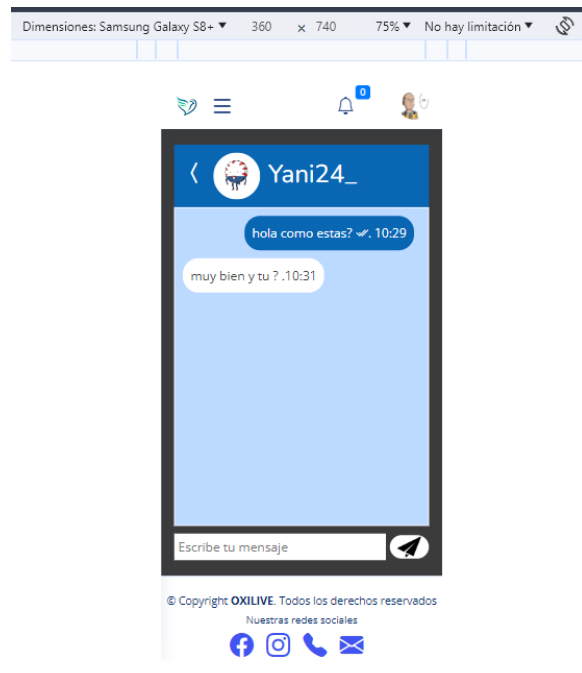 Dimensiones: Samsung Galaxy S8+ ▼ 360 x 740 75% ▼ No hay limitación ▼
0
Yani24_
hola como estas? . 10:29
muy bien y tu ? .10:31
Escribe tu mensaje
© Copyright OXILIVE. Todos los derechos reservados
Nuestras redes sociales